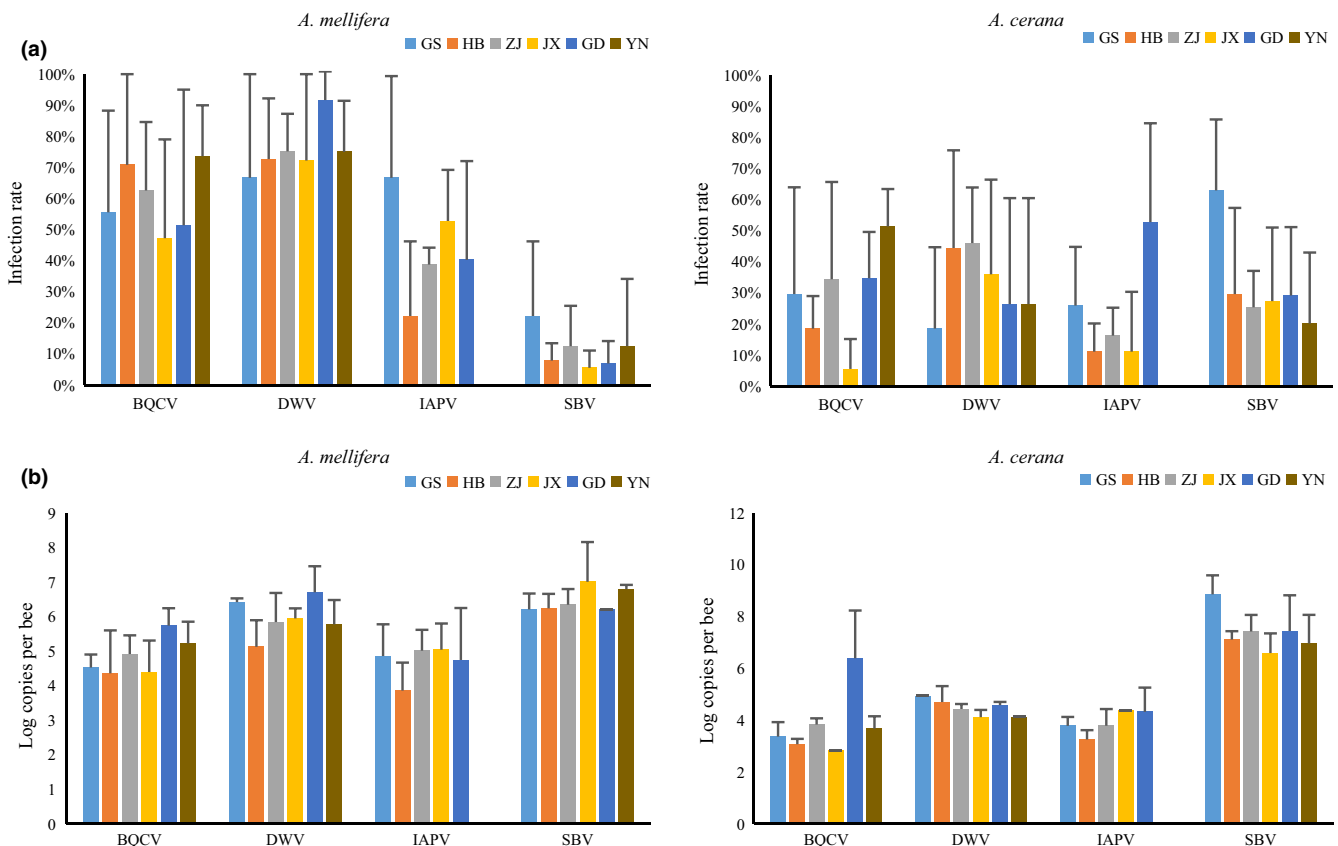 A. mellifera
(a)
GS HB ZJ JX GD YN
100%
90%
80%
70%
60%
50%
40%
30%
20%
10%
0%
Infection rate
BQCV DWV IAPV SBV
A. cerana
GS HB ZJ JX GD YN
100%
90%
80%
70%
60%
50%
40%
30%
20%
10%
0%
Infection rate
BQCV DWV IAPV SBV
A. mellifera
(b)
GS HB ZJ JX GD YN
9
8
7
6
5
4
3
2
1
0
Log copies per bee
BQCV DWV IAPV SBV
A. cerana
GS HB ZJ JX GD YN
12
10
8
6
4
2
0
Log copies per bee
BQCV DWV IAPV SBV